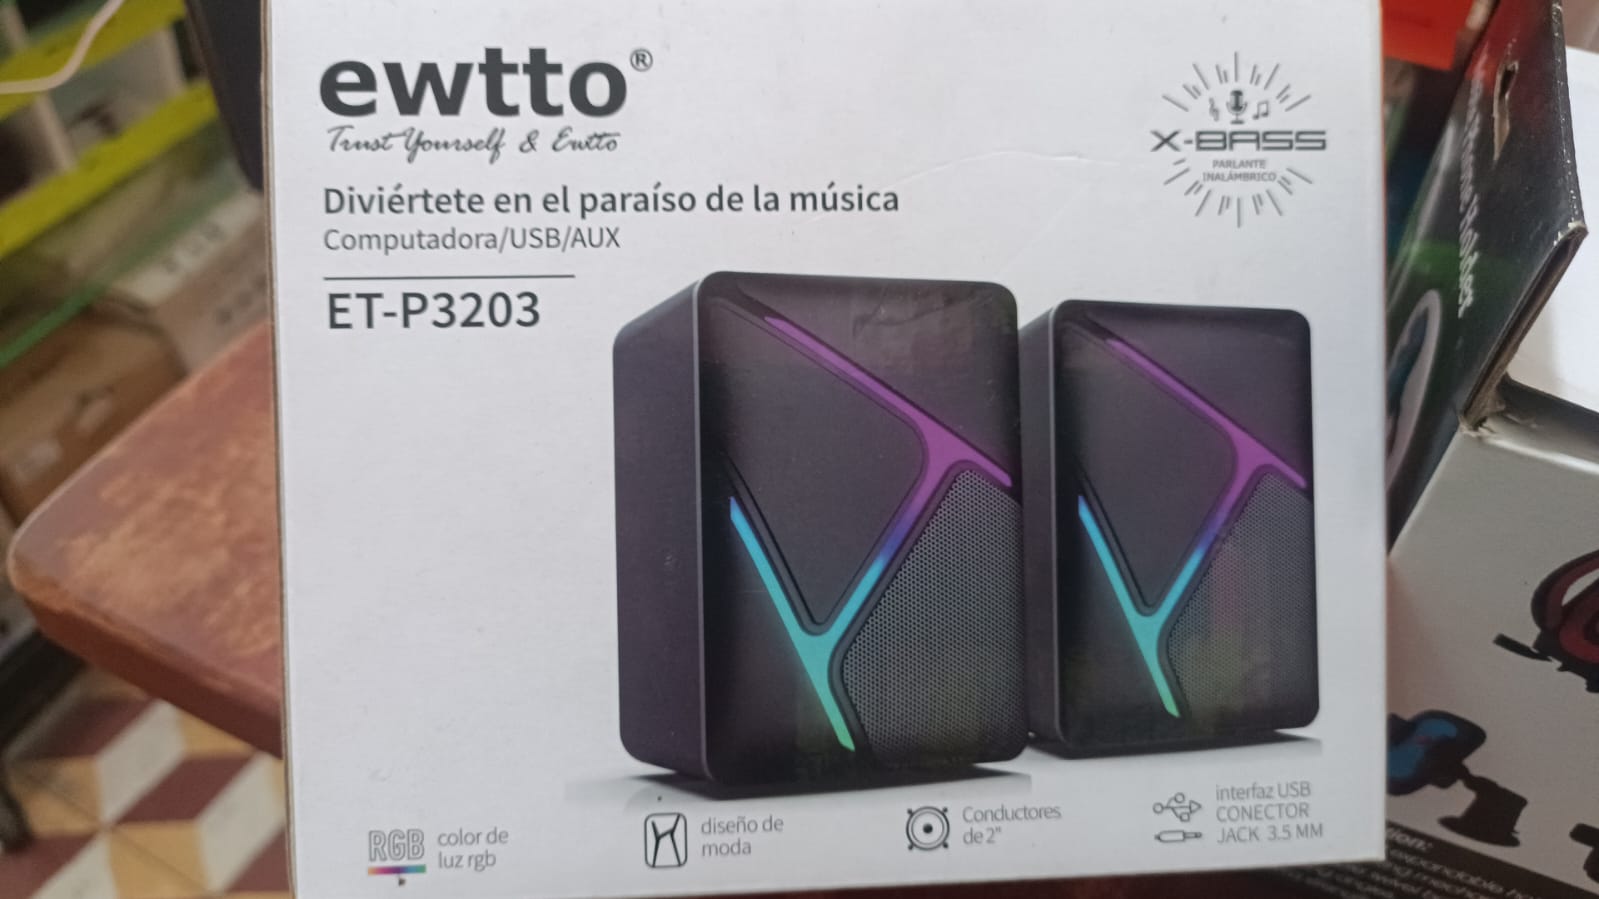 ewtto®
Trust Yourself & Ewtto
Diviértete en el paraíso de la música
Computadora/USB/AUX
ET-P3203
X-BASS
PARLANTE
INALÁMBRICO
RGB
color de
luz rgb
diseño de
moda
Conductores
de 2"
interfaz USB
CONECTOR
JACK 3.5 MM